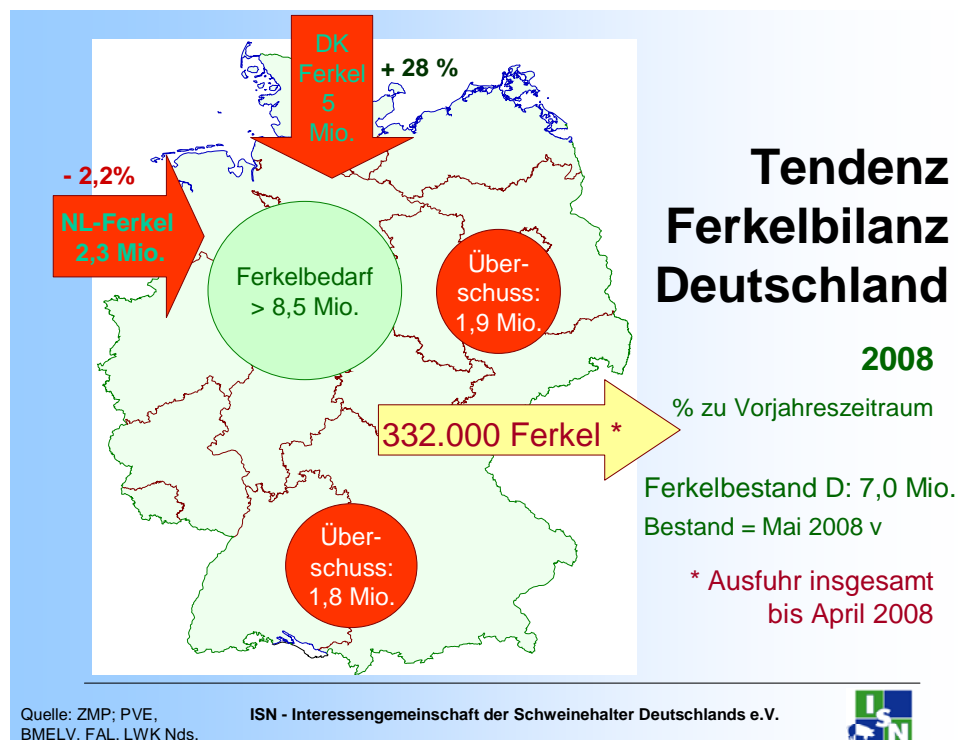 DK
Ferkel
5
Mio.
+ 28 %
- 2,2%
NL-Ferkel
2,3 Mio.
Ferkelbedarf
> 8,5 Mio.
Über-
schuss:
1,9 Mio.
332.000 Ferkel *
Über-
schuss:
1,8 Mio.
Tendenz
Ferkelbilanz
Deutschland
2008
% zu Vorjahreszeitraum
Ferkelbestand D: 7,0 Mio.
Bestand = Mai 2008 v
* Ausfuhr insgesamt
bis April 2008
Quelle: ZMP; PVE,
BMELV, FAL, LWK Nds.
ISN - Interessengemeinschaft der Schweinehalter Deutschlands e.V.
ISN